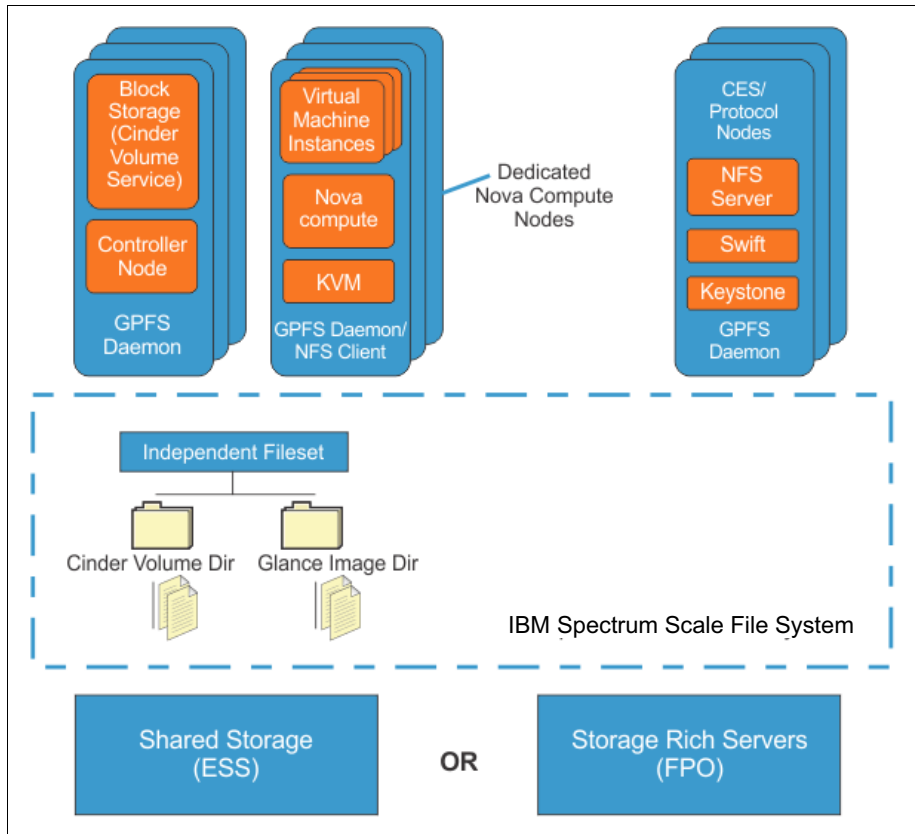 Block
Storage
(Cinder
Volume
Service)
Controller
Node
GPFS
Daemon
Virtual
Machine
Instances
Nova
compute
KVM
GPFS Daemon/
NFS Client
Dedicated
Nova Compute
Nodes
CES/
Protocol
Nodes
NFS
Server
Swift
Keystone
GPFS
Daemon
Independent Fileset
Cinder Volume Dir
Glance Image Dir
IBM Spectrum Scale File System
Shared Storage
(ESS)
OR
Storage Rich Servers
(FPO)